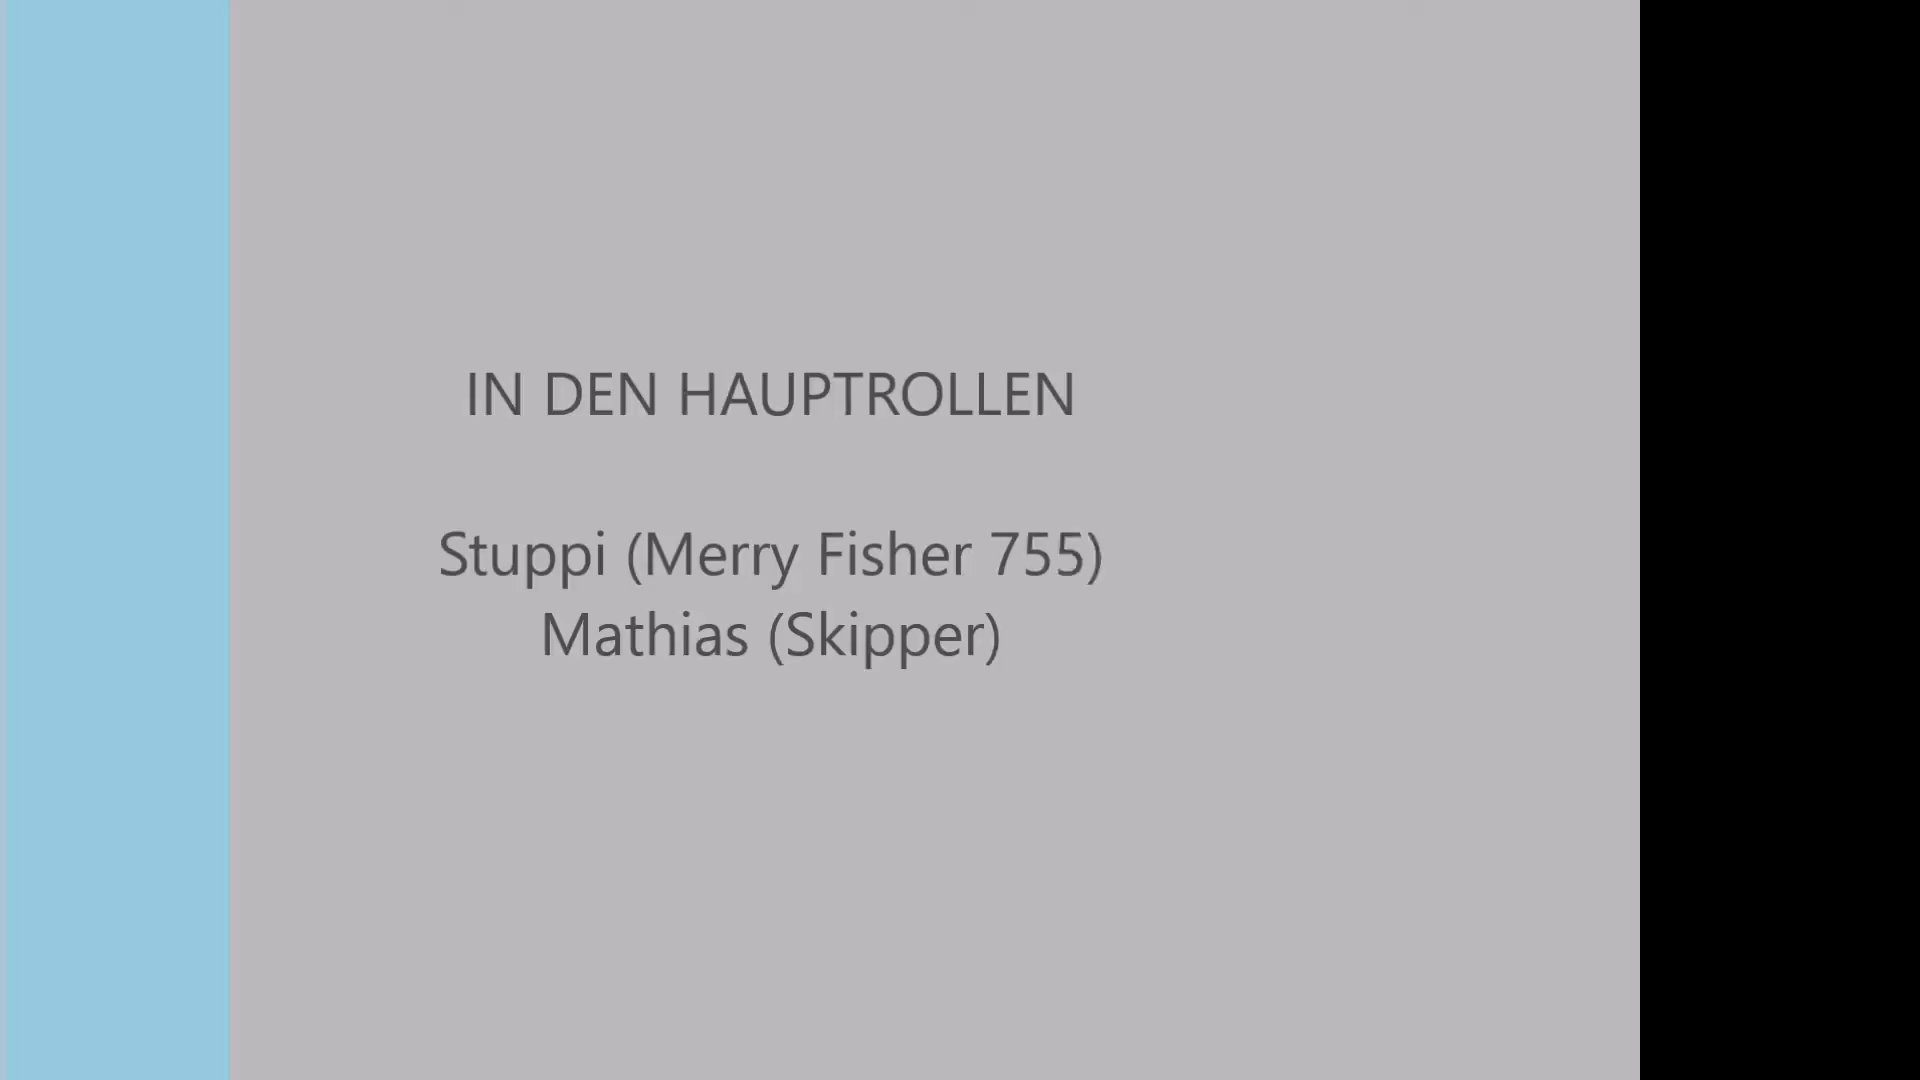 IN DEN HAUPTROLLEN
Stuppi (Merry Fisher 755)
Mathias (Skipper)